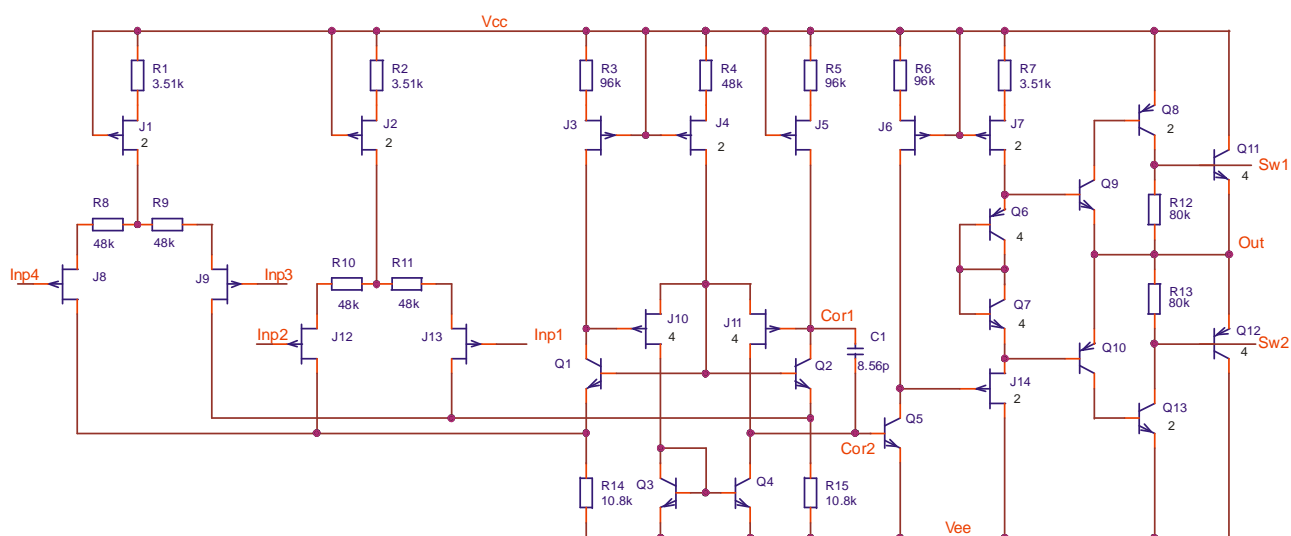 Vcc
R1
3.51k
R2
3.51k
R3
96k
R4
48k
R5
96k
R6
96k
R7
3.51k
J1
2
J2
2
J3
J4
2
J5
J6
J7
2
Q8
2
Q11
4
Sw1
R8
48k
R9
48k
Q9
Q6
4
R12
80k
Out
Inp4
J8
J9
Inp3
R10
48k
R11
48k
Q7
4
R13
80k
Inp2
J12
J13
Inp1
J10
4
J11
4
Cor1
C1
8.56p
Q10
Q12
4
Sw2
Q1
Q2
J14
2
Q13
2
Q5
Cor2
R14
10.8k
Q3
Q4
R15
10.8k
Vee